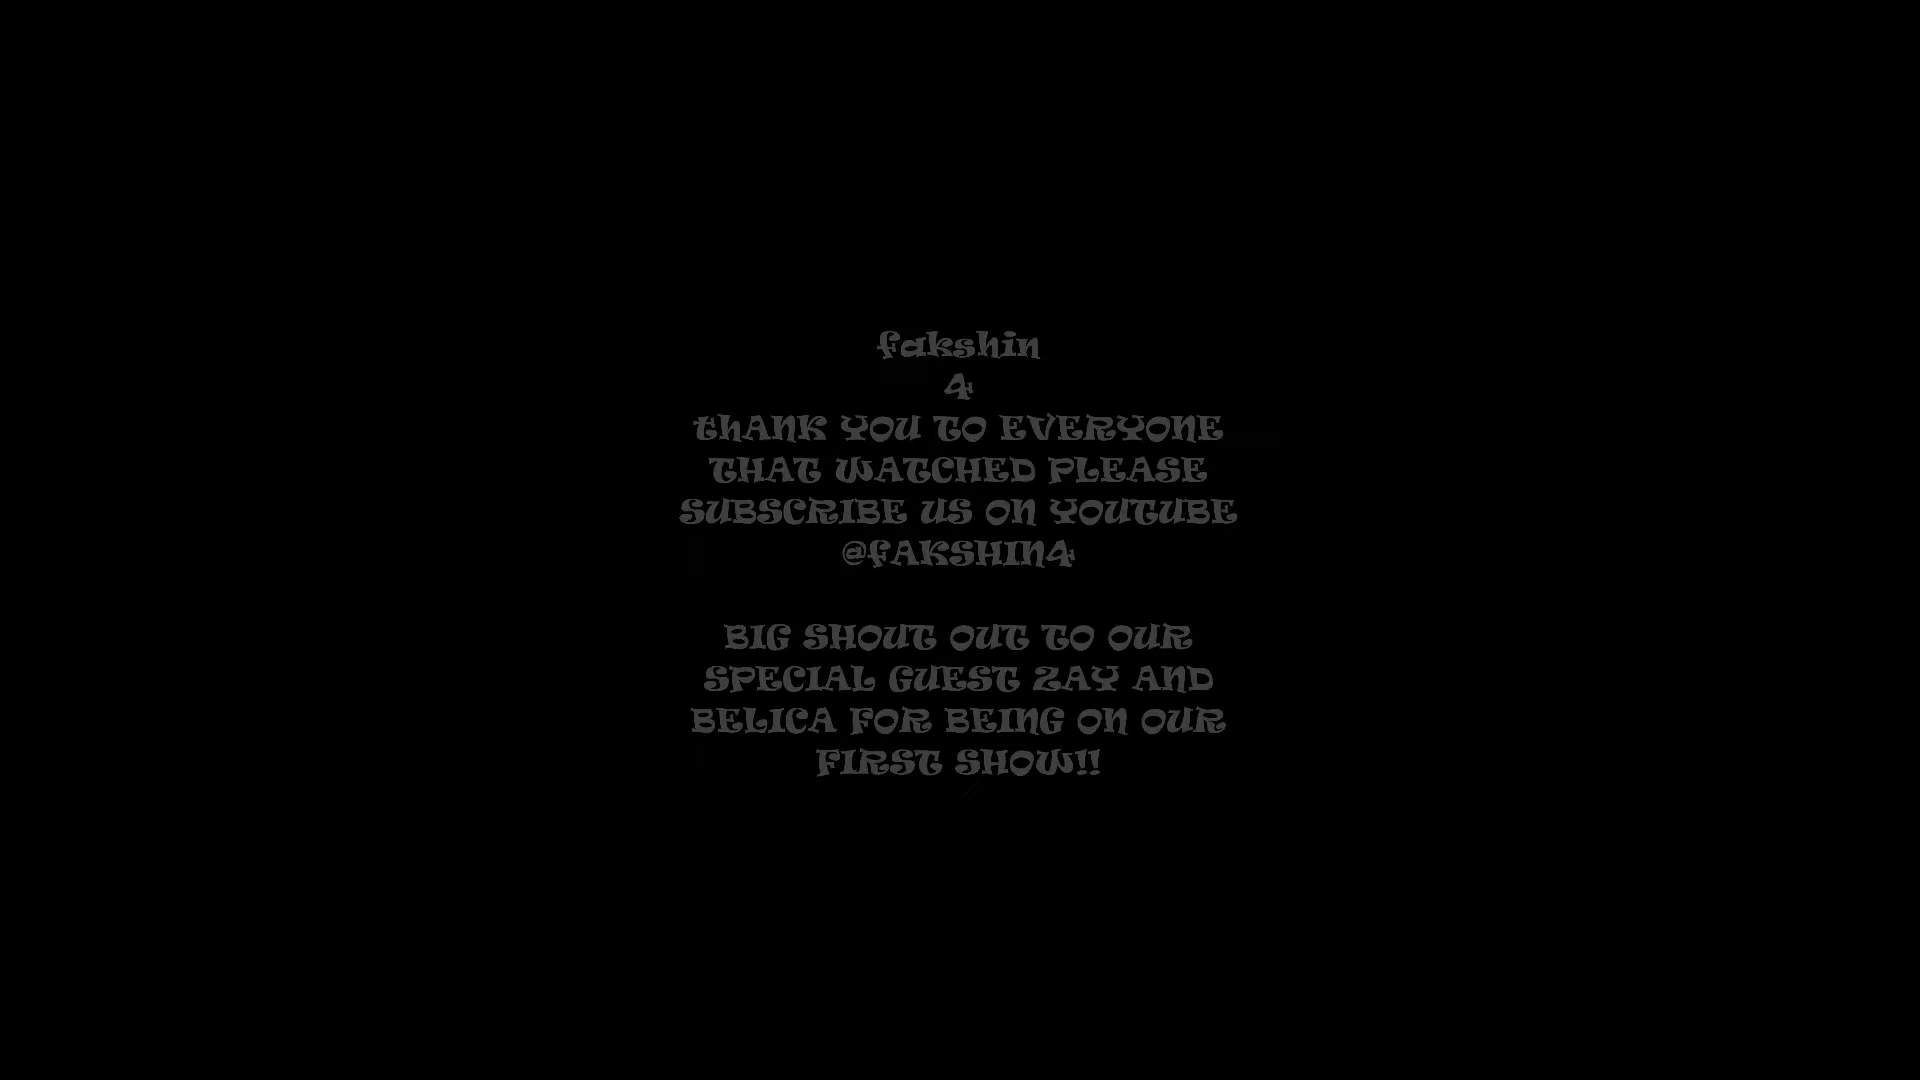 fakshin
4
thANK YOU TO EVERYONE
THAT WATCHED PLEASE
SUBSCRIBE US ON YOUTUBE
@fAKSHIN4
BIG SHOUT OUT TO OUR
SPECIAL GUEST ZAY AND
BELICA FOR BEING ON OUR
FIRST SHOW!!